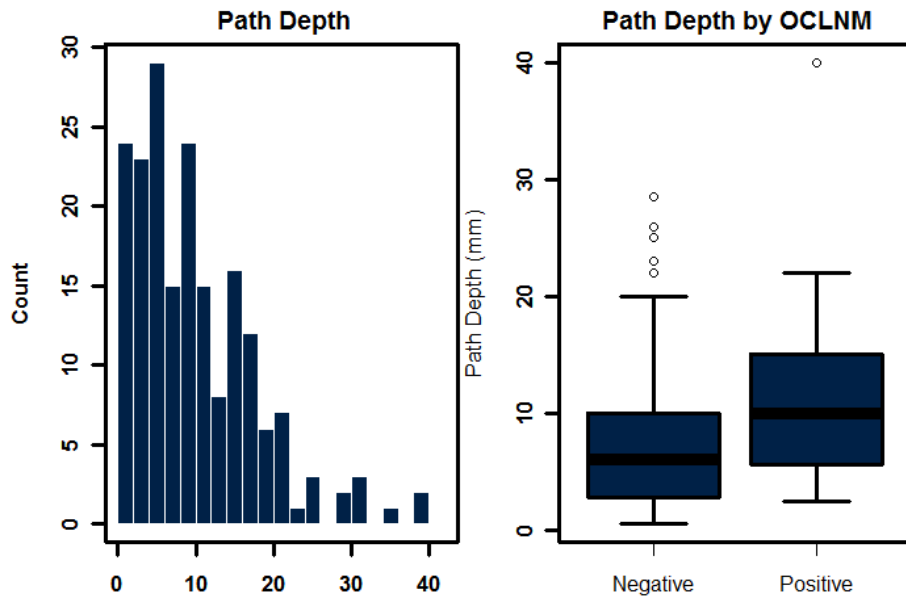 Path Depth
Count
30
25
20
15
10
5
0
0 10 20 30 40
Path Depth by OCLNM
Path Depth (mm)
40
30
20
10
0
Negative Positive